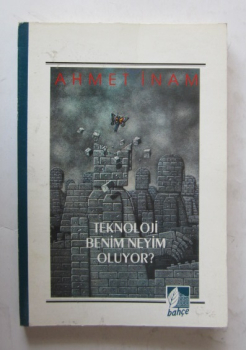 AHMET İNAM
TEKNOLOJİ
BENİM NEYİM
OLUYOR?
bahçe